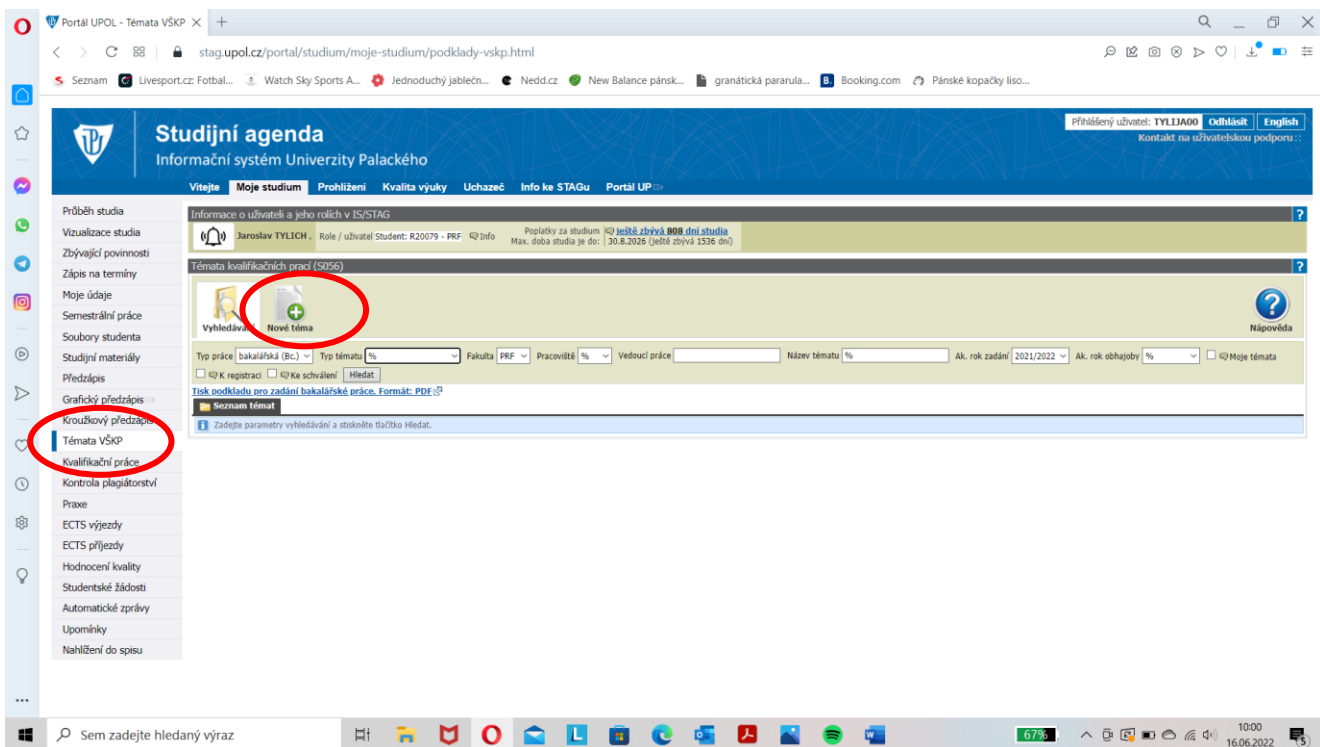 Portál UPOL - Témata VŠKP
stag.upol.cz/portal/studium/moje-studium/podklady-vskp.html
Seznam Livesport.cz: Fotbal... Watch Sky Sports A... Jednoduchý jablečn... Nedd.cz New Balance pánsk... granátická pararula... Booking.com Pánské kopačky liso...
Přihlášený uživatel: TYLIJA00 Odhlásit English
Kontakt na uživatelskou podporu
Studijní agenda
Informační systém Univerzity Palackého
Vítejte Moje studium Prohlížení Kvalita výuky Uchazeč Info ke STAGu Portál UP
Průběh studia
Vizualizace studia
Zbývající povinnosti
Zápis na termíny
Moje údaje
Semestrální práce
Soubory studenta
Studijní materiály
Předzápis
Grafický předzápis
Kroužkový předzápis
Témata VŠKP
Kvalifikační práce
Kontrola plagiátorství
Praxe
ECTS výjezdy
ECTS příjezdy
Hodnocení kvality
Studentské žádosti
Automatické zprávy
Upomínky
Nahlížení do spisu
Informace o uživateli a jeho rolích v IS/STAG ?
Jaroslav TYLICH, Role / uživatel Student: R20079 - PRF Info
Poplatky za studium ještě zbývá 808 dní studia
Max. doba studia je do: 30.8.2026 (ještě zbývá 1536 dní)
Témata kvalifikačních prací (S056) ?
Vyhledávání Nové téma Nápověda
Typ práce bakalářská (Bc.) Typ tématu % Fakulta PRF Pracoviště % Vedoucí práce Název tématu % Ak. rok zadání 2021/2022 Ak. rok obhajoby % Moje témata
K registraci Ke schválení Hledat
Tisk podkladu pro zadání bakalářské práce. Formát: PDF
Seznam témat
Zadejte parametry vyhledávání a stiskněte tlačítko Hledat.
Sem zadejte hledaný výraz
67%
10:00
16.06.2022
5